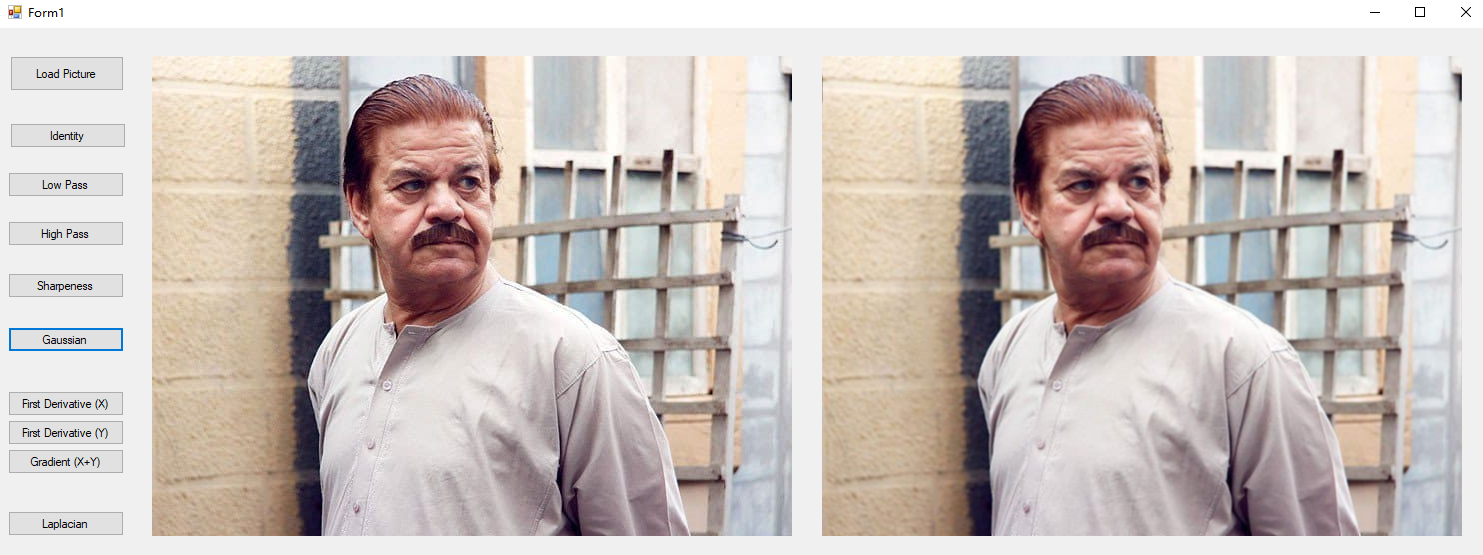 Form1
Load Picture
Identity
Low Pass
High Pass
Sharpeness
Gaussian
First Derivative (X)
First Derivative (Y)
Gradient (X+Y)
Laplacian